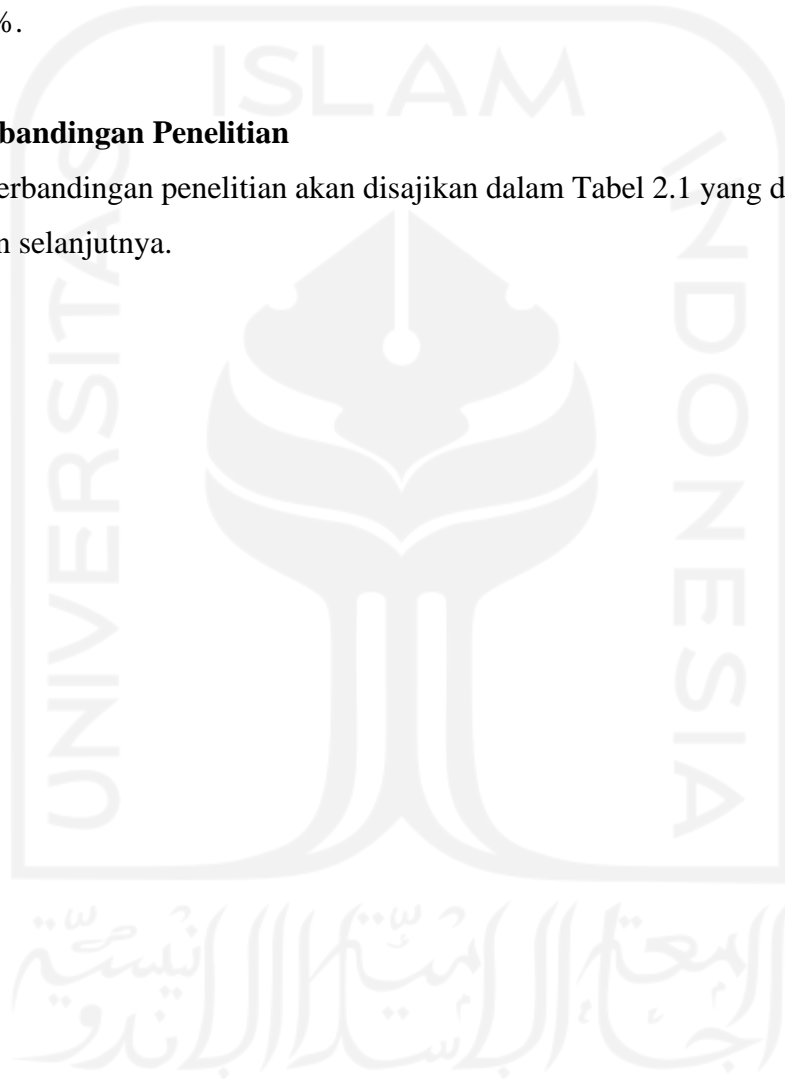 %.
bandingan Penelitian
erbandingan penelitian akan disajikan dalam Tabel 2.1 yang d
n selanjutnya.
ISLAM
UNIVERSITAS
INDONESIA